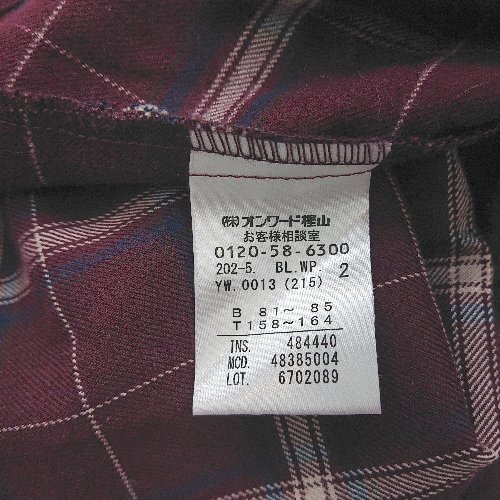 ㈱オンワード樫山
お客様相談室
0120-58-6300
202-5. BL.WP. 2
YW.0013 (215)
B 81～ 85
T 158～164
INS. 484440
MCD. 48385004
LOT. 6702089